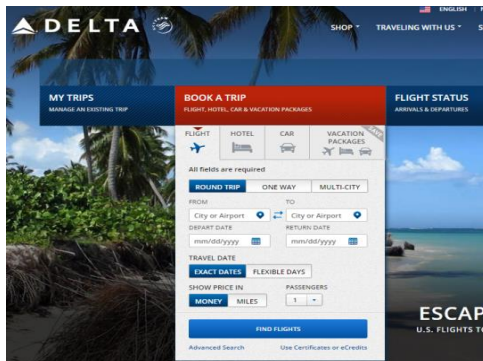 ENGLISH
DELTA
SHOP
TRAVELING WITH US
S
MY TRIPS
MANAGE AN EXISTING TRIP
BOOK A TRIP
FLIGHT, HOTEL, CAR & VACATION PACKAGES
FLIGHT STATUS
ARRIVALS & DEPARTURES
FLIGHT HOTEL CAR VACATION
PACKAGES
All fields are required
ROUND TRIP ONE WAY MULTI-CITY
FROM TO
City or Airport City or Airport
DEPART DATE RETURN DATE
mm/dd/yyyy mm/dd/yyyy
TRAVEL DATE
EXACT DATES FLEXIBLE DAYS
SHOW PRICE IN PASSENGERS
MONEY MILES 1
FIND FLIGHTS
Advanced Search Use Certificates or eCredits
ESCAP
U.S. FLIGHTS TO